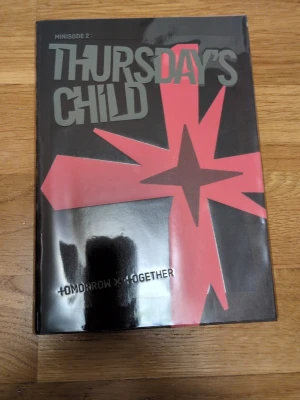 MINISODE 2 :
THURSDAY'S
CHILD
TOMORROW X TOGETHER